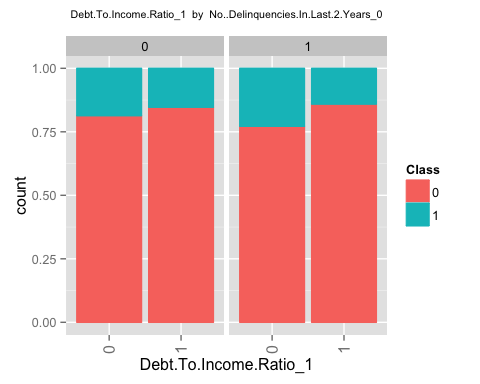 Debt.To.Income.Ratio_1 by No..Delinquencies.In.Last.2.Years_0
0 1
1.00
0.75
0.50
0.25
0.00
count
0 1 0 1
Debt.To.Income.Ratio_1
Class
0
1